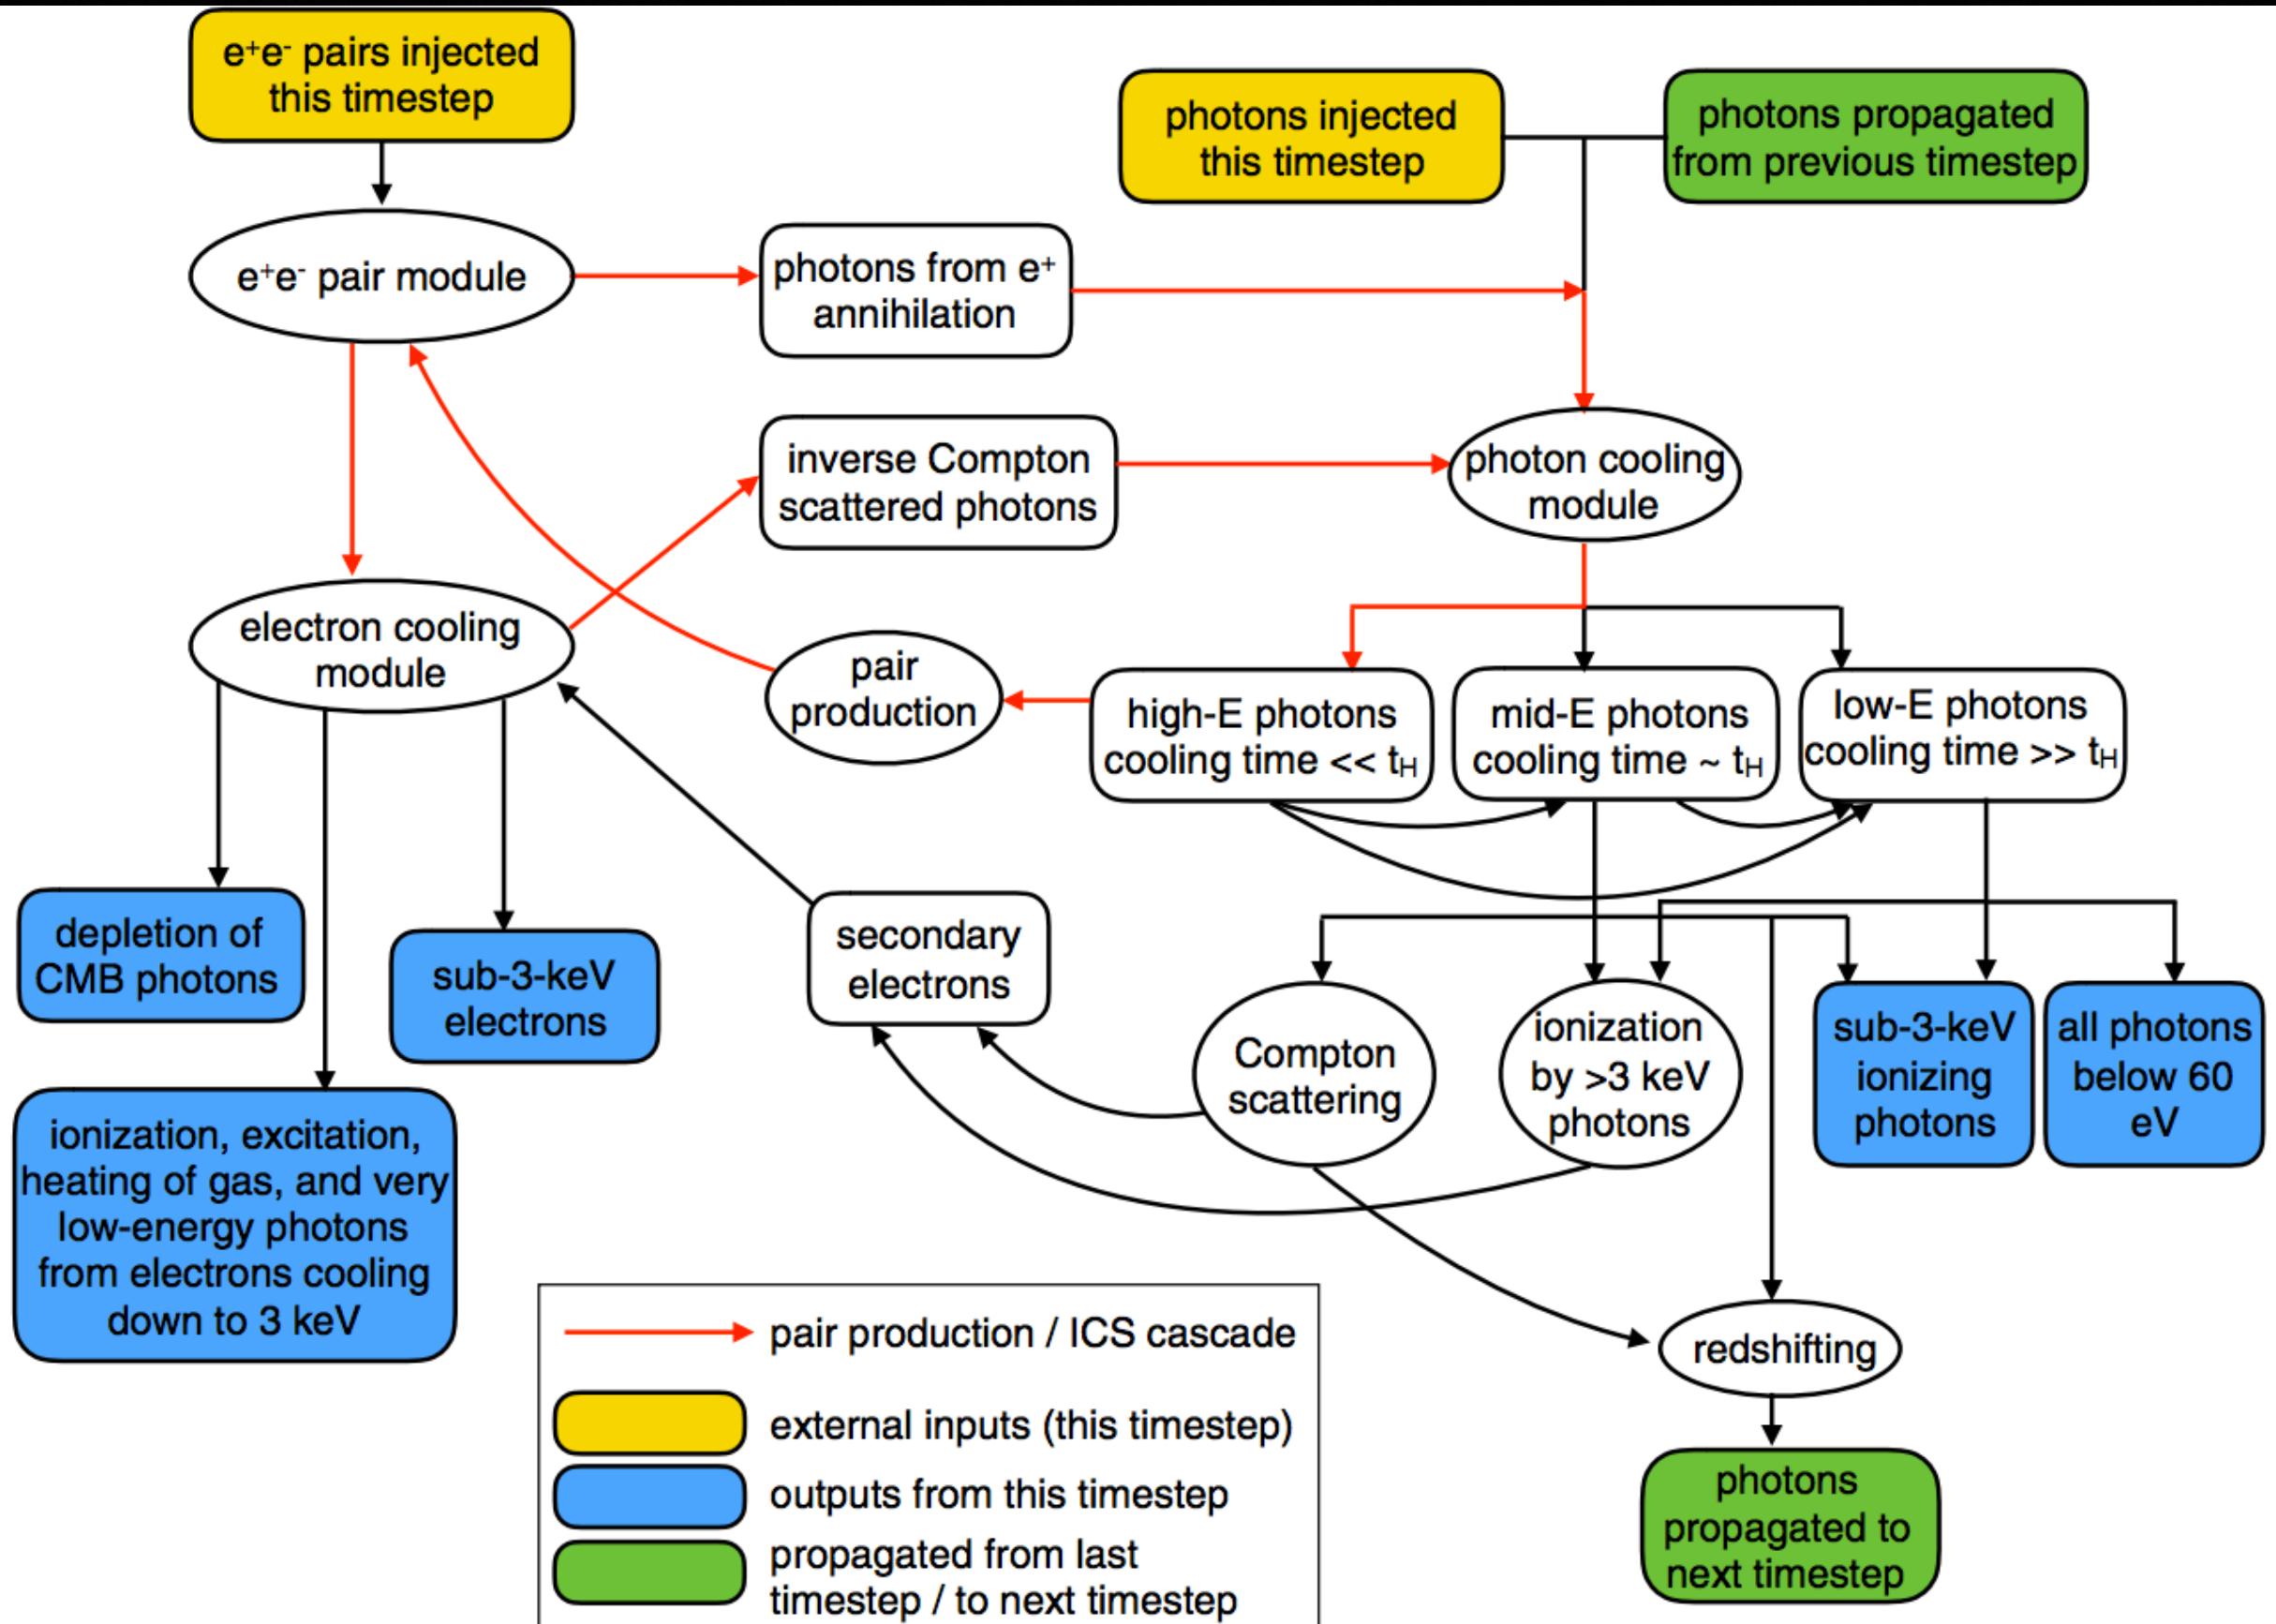 e⁺e⁻ pairs injected
this timestep
photons injected
this timestep
photons propagated
from previous timestep
e⁺e⁻ pair module
photons from e⁺
annihilation
inverse Compton
scattered photons
photon cooling
module
electron cooling
module
pair
production
high-E photons
cooling time << tH
mid-E photons
cooling time ~ tH
low-E photons
cooling time >> tH
depletion of
CMB photons
sub-3-keV
electrons
secondary
electrons
Compton
scattering
ionization
by >3 keV
photons
sub-3-keV
ionizing
photons
all photons
below 60
eV
ionization, excitation,
heating of gas, and very
low-energy photons
from electrons cooling
down to 3 keV
redshifting
photons
propagated to
next timestep
pair production / ICS cascade
external inputs (this timestep)
outputs from this timestep
propagated from last
timestep / to next timestep